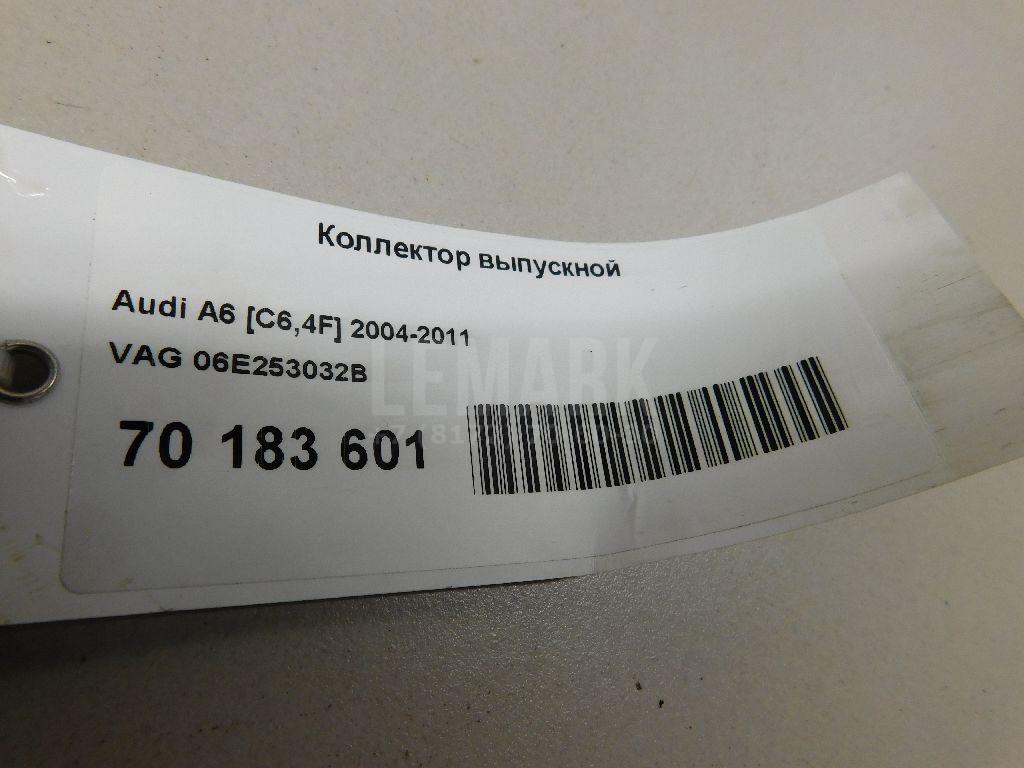 Коллектор выпускной
Audi A6 [C6,4F] 2004-2011
VAG 06E253032B
LEMARK
70 183 601